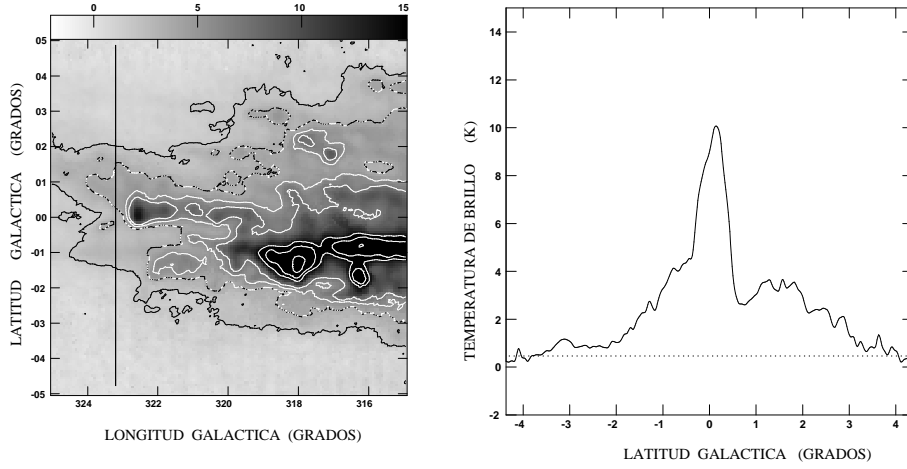 0 5 10 15
05
04
03
02
01
00
-01
-02
-03
-04
-05
LATITUD GALACTICA (GRADOS)
324 322 320 318 316
LONGITUD GALACTICA (GRADOS)
14
12
10
8
6
4
2
0
-2
TEMPERATURA DE BRILLO (K)
-4 -3 -2 -1 0 1 2 3 4
LATITUD GALACTICA (GRADOS)